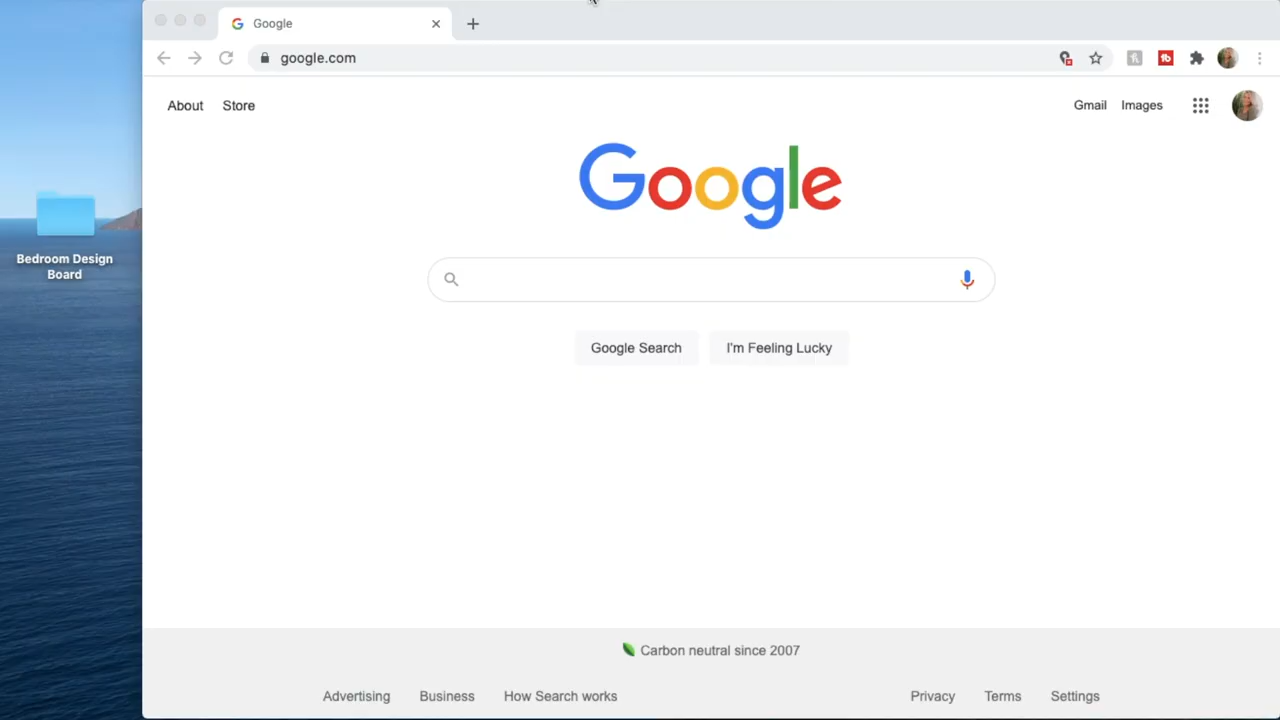 Google
google.com
About Store
Gmail Images
Google
Google Search I'm Feeling Lucky
Bedroom Design
Board
Carbon neutral since 2007
Advertising Business How Search works
Privacy Terms Settings